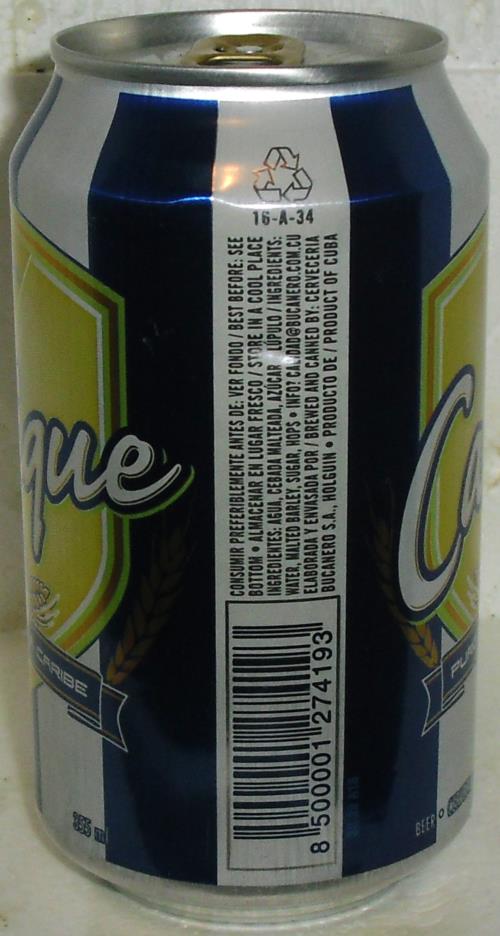 16-A-34
CONSUMIR PREFERIBLEMENTE ANTES DE: VER FONDO / BEST BEFORE: SEE
BOTTOM • ALMACENAR EN LUGAR FRESCO / STORE IN A COOL PLACE
INGREDIENTES: AGUA, CEBADA MALTEADA, AZÚCAR LÚPULO / INGREDIENTS:
WATER, MALTED BARLEY, SUGAR, HOPS • INFO: CALIDAD@BUCANERO.COM.CU
ELABORADA Y ENVASADA POR / BREWED AND CANNED BY: CERVECERIA
BUCANERO S.A., HOLGUIN • PRODUCTO DE / PRODUCT OF CUBA
8 500001 274193
que
CARIBE
355 m
Ca
PUR
BEER